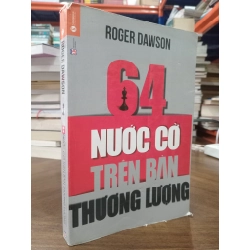 ROGER DAWSON
64
NƯỚC CỜ
TRÊN BÀN
THƯƠNG LƯỢNG